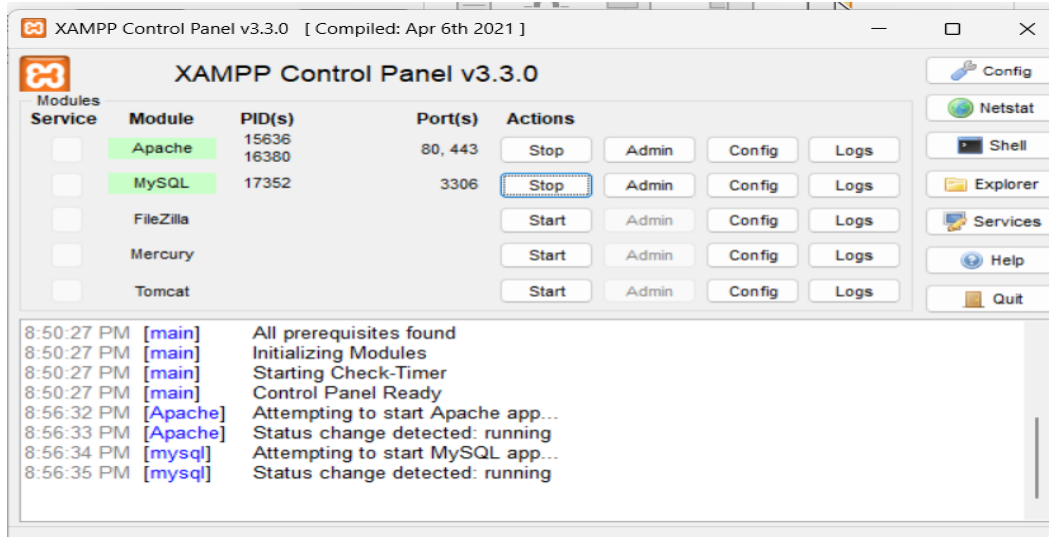 XAMPP Control Panel v3.3.0 [ Compiled: Apr 6th 2021 ]
XAMPP Control Panel v3.3.0
Config
Modules
Service Module PID(s) Port(s) Actions
Netstat
Apache 15636 16380 80, 443 Stop Admin Config Logs
Shell
MySQL 17352 3306 Stop Admin Config Logs
Explorer
FileZilla Start Admin Config Logs
Services
Mercury Start Admin Config Logs
Help
Tomcat Start Admin Config Logs
Quit
8:50:27 PM [main] All prerequisites found
8:50:27 PM [main] Initializing Modules
8:50:27 PM [main] Starting Check-Timer
8:50:27 PM [main] Control Panel Ready
8:56:32 PM [Apache] Attempting to start Apache app...
8:56:33 PM [Apache] Status change detected: running
8:56:34 PM [mysql] Attempting to start MySQL app...
8:56:35 PM [mysql] Status change detected: running